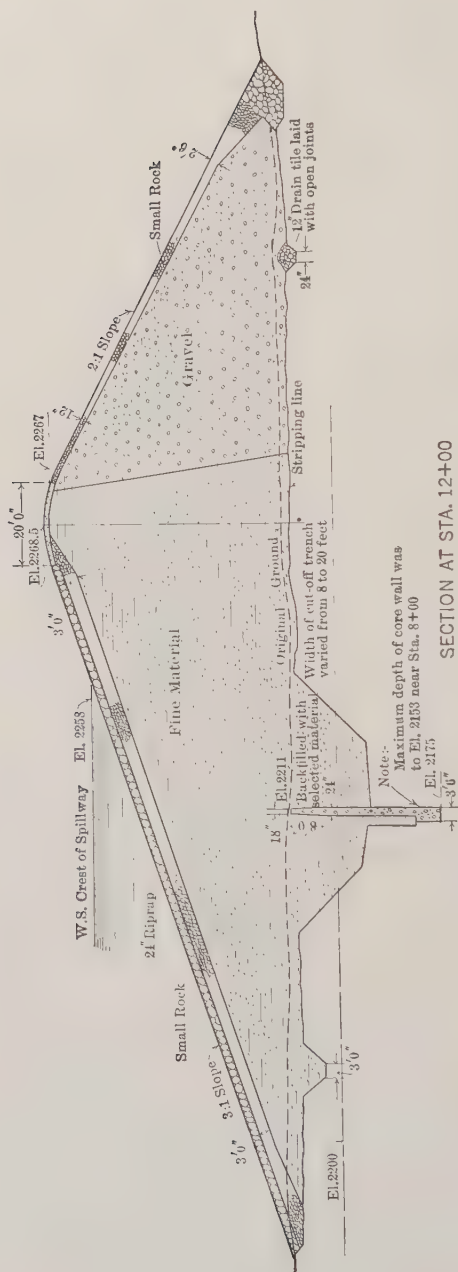 El.2268.5
20'0"
El.2267
3'0"
W.S. Crest of Spillway El. 2258
2:1 Slope
Small Rock
12"
24" Riprap
Small Rock
3:1 Slope
3'0"
Fine Material
Gravel
Original Ground
Stripping line
24"
12" Drain tile laid
with open joints
18"
El.2211
Backfilled with
selected material
24"
Width of cut-off trench
varied from 8 to 20 feet
3'0"
El.2200
Note:-
Maximum depth of core wall was
to El. 2153 near Sta. 8+00
El. 2175
3'6"
SECTION AT STA. 12+00